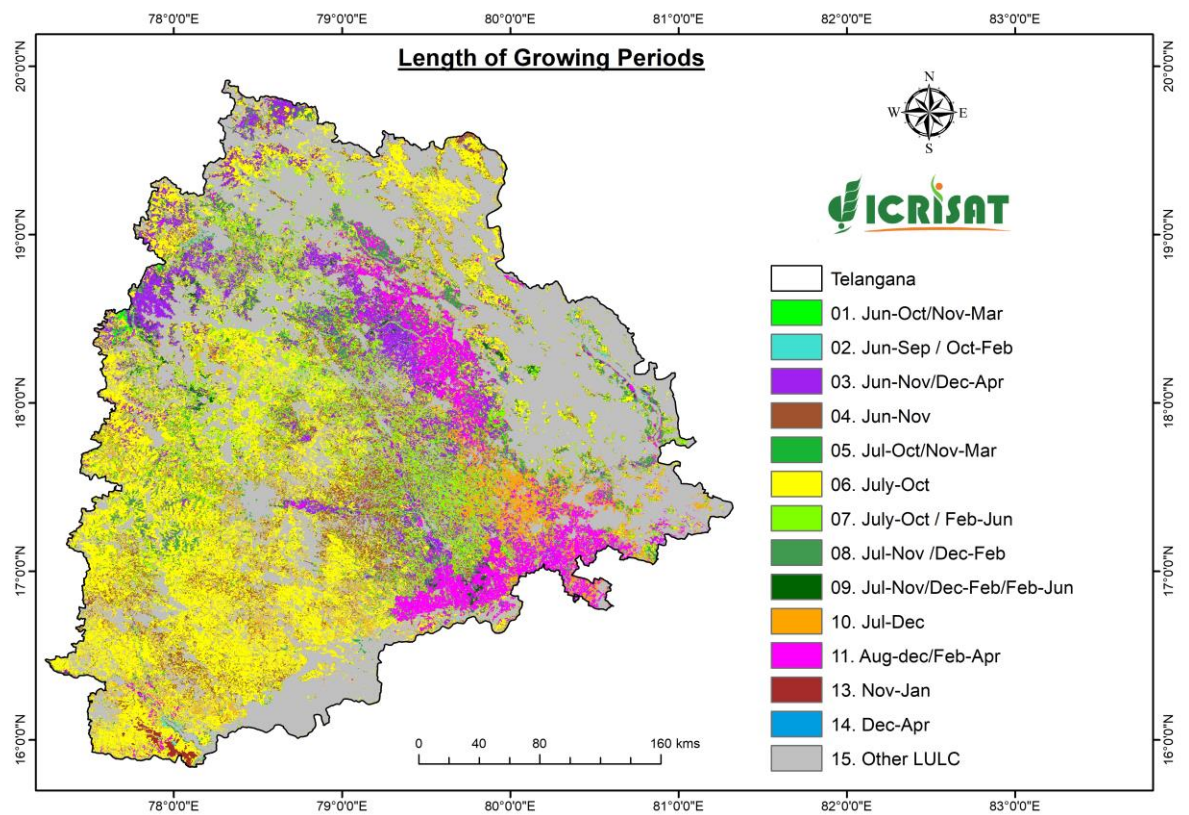 78°0'0"E 79°0'0"E 80°0'0"E 81°0'0"E 82°0'0"E 83°0'0"E
Length of Growing Periods
20°0'0"N 20°0'0"N
N
W E
S
ICRISAT
19°0'0"N 19°0'0"N
Telangana
01. Jun-Oct/Nov-Mar
02. Jun-Sep / Oct-Feb
03. Jun-Nov/Dec-Apr
18°0'0"N 18°0'0"N
04. Jun-Nov
05. Jul-Oct/Nov-Mar
06. July-Oct
07. July-Oct / Feb-Jun
08. Jul-Nov /Dec-Feb
17°0'0"N 17°0'0"N
09. Jul-Nov/Dec-Feb/Feb-Jun
10. Jul-Dec
11. Aug-dec/Feb-Apr
13. Nov-Jan
14. Dec-Apr
16°0'0"N 16°0'0"N
0 40 80 160 kms
15. Other LULC
78°0'0"E 79°0'0"E 80°0'0"E 81°0'0"E 82°0'0"E 83°0'0"E